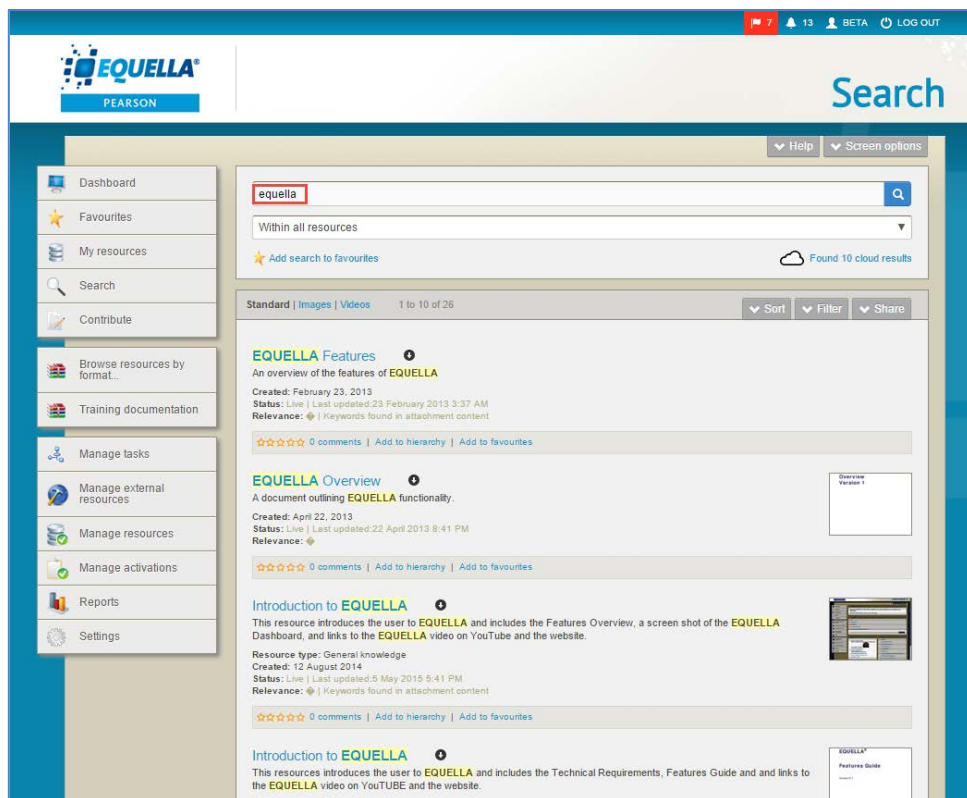 7 13 BETA LOG OUT
EQUELLA®
PEARSON
Search
Help Screen options
Dashboard
Favourites
My resources
Search
Contribute
Browse resources by
format...
Training documentation
Manage tasks
Manage external
resources
Manage resources
Manage activations
Reports
Settings
equella
Within all resources
Add search to favourites Found 10 cloud results
Standard | Images | Videos 1 to 10 of 26 Sort Filter Share
EQUELLA Features
An overview of the features of EQUELLA
Created: February 23, 2013
Status: Live | Last updated:23 February 2013 3:37 AM
Relevance: | Keywords found in attachment content
0 comments | Add to hierarchy | Add to favourites
EQUELLA Overview
A document outlining EQUELLA functionality.
Created: April 22, 2013
Status: Live | Last updated:22 April 2013 8:41 PM
Relevance:
0 comments | Add to hierarchy | Add to favourites
Overview
Version 1
Introduction to EQUELLA
This resource introduces the user to EQUELLA and includes the Features Overview, a screen shot of the EQUELLA
Dashboard, and links to the EQUELLA video on YouTube and the website.
Resource type: General knowledge
Created: 12 August 2014
Status: Live | Last updated:5 May 2015 5:41 PM
Relevance: | Keywords found in attachment content
0 comments | Add to hierarchy | Add to favourites
Introduction to EQUELLA
This resources introduces the user to EQUELLA and includes the Technical Requirements, Features Guide and and links to
the EQUELLA video on YouTUBE and the website.
EQUELLA®
Features Guide